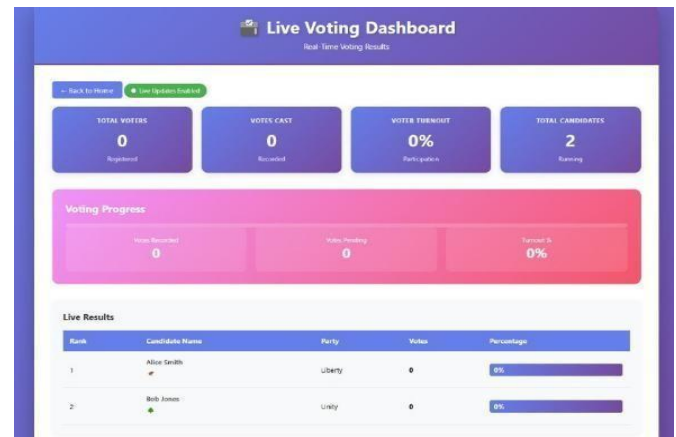 Live Voting Dashboard
Real-Time Voting Results
← Back to Home
Live Updates Enabled
TOTAL VOTERS
0
Registered
VOTES CAST
0
Recorded
VOTER TURNOUT
0%
Participation
TOTAL CANDIDATES
2
Running
Voting Progress
Votes Recorded
0
Votes Pending
0
Turnout %
0%
Live Results
Rank Candidate Name Party Votes Percentage
1 Alice Smith Liberty 0 0%
2 Bob Jones Unity 0 0%